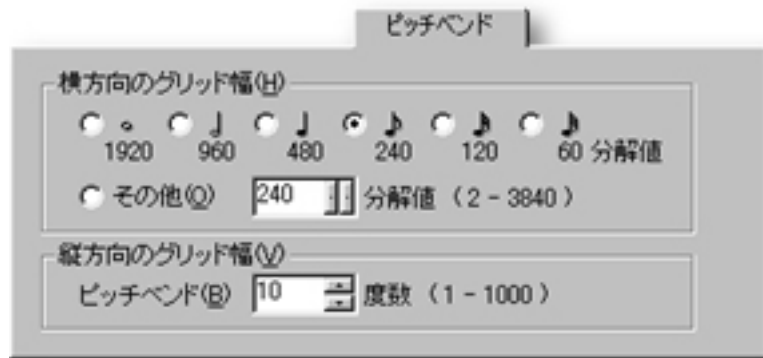 ピッチベンド
横方向のグリッド幅(H)
1920 960 480 240 120 60 分解値
その他(O) 240 分解値 (2 - 3840)
縦方向のグリッド幅(V)
ピッチベンド(B) 10 度数 (1 - 1000)